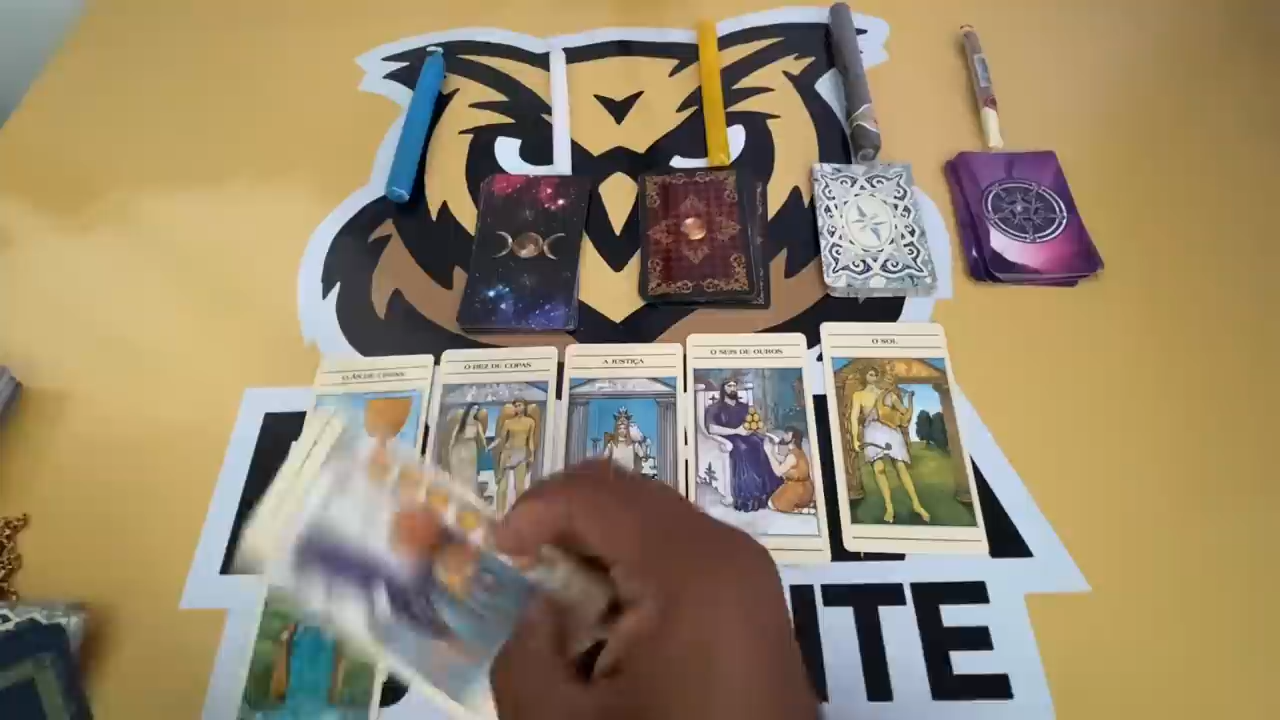 O ÁS DE COPAS
O DEZ DE COPAS
A JUSTIÇA
O SEIS DE OUROS
O SOL
ITE